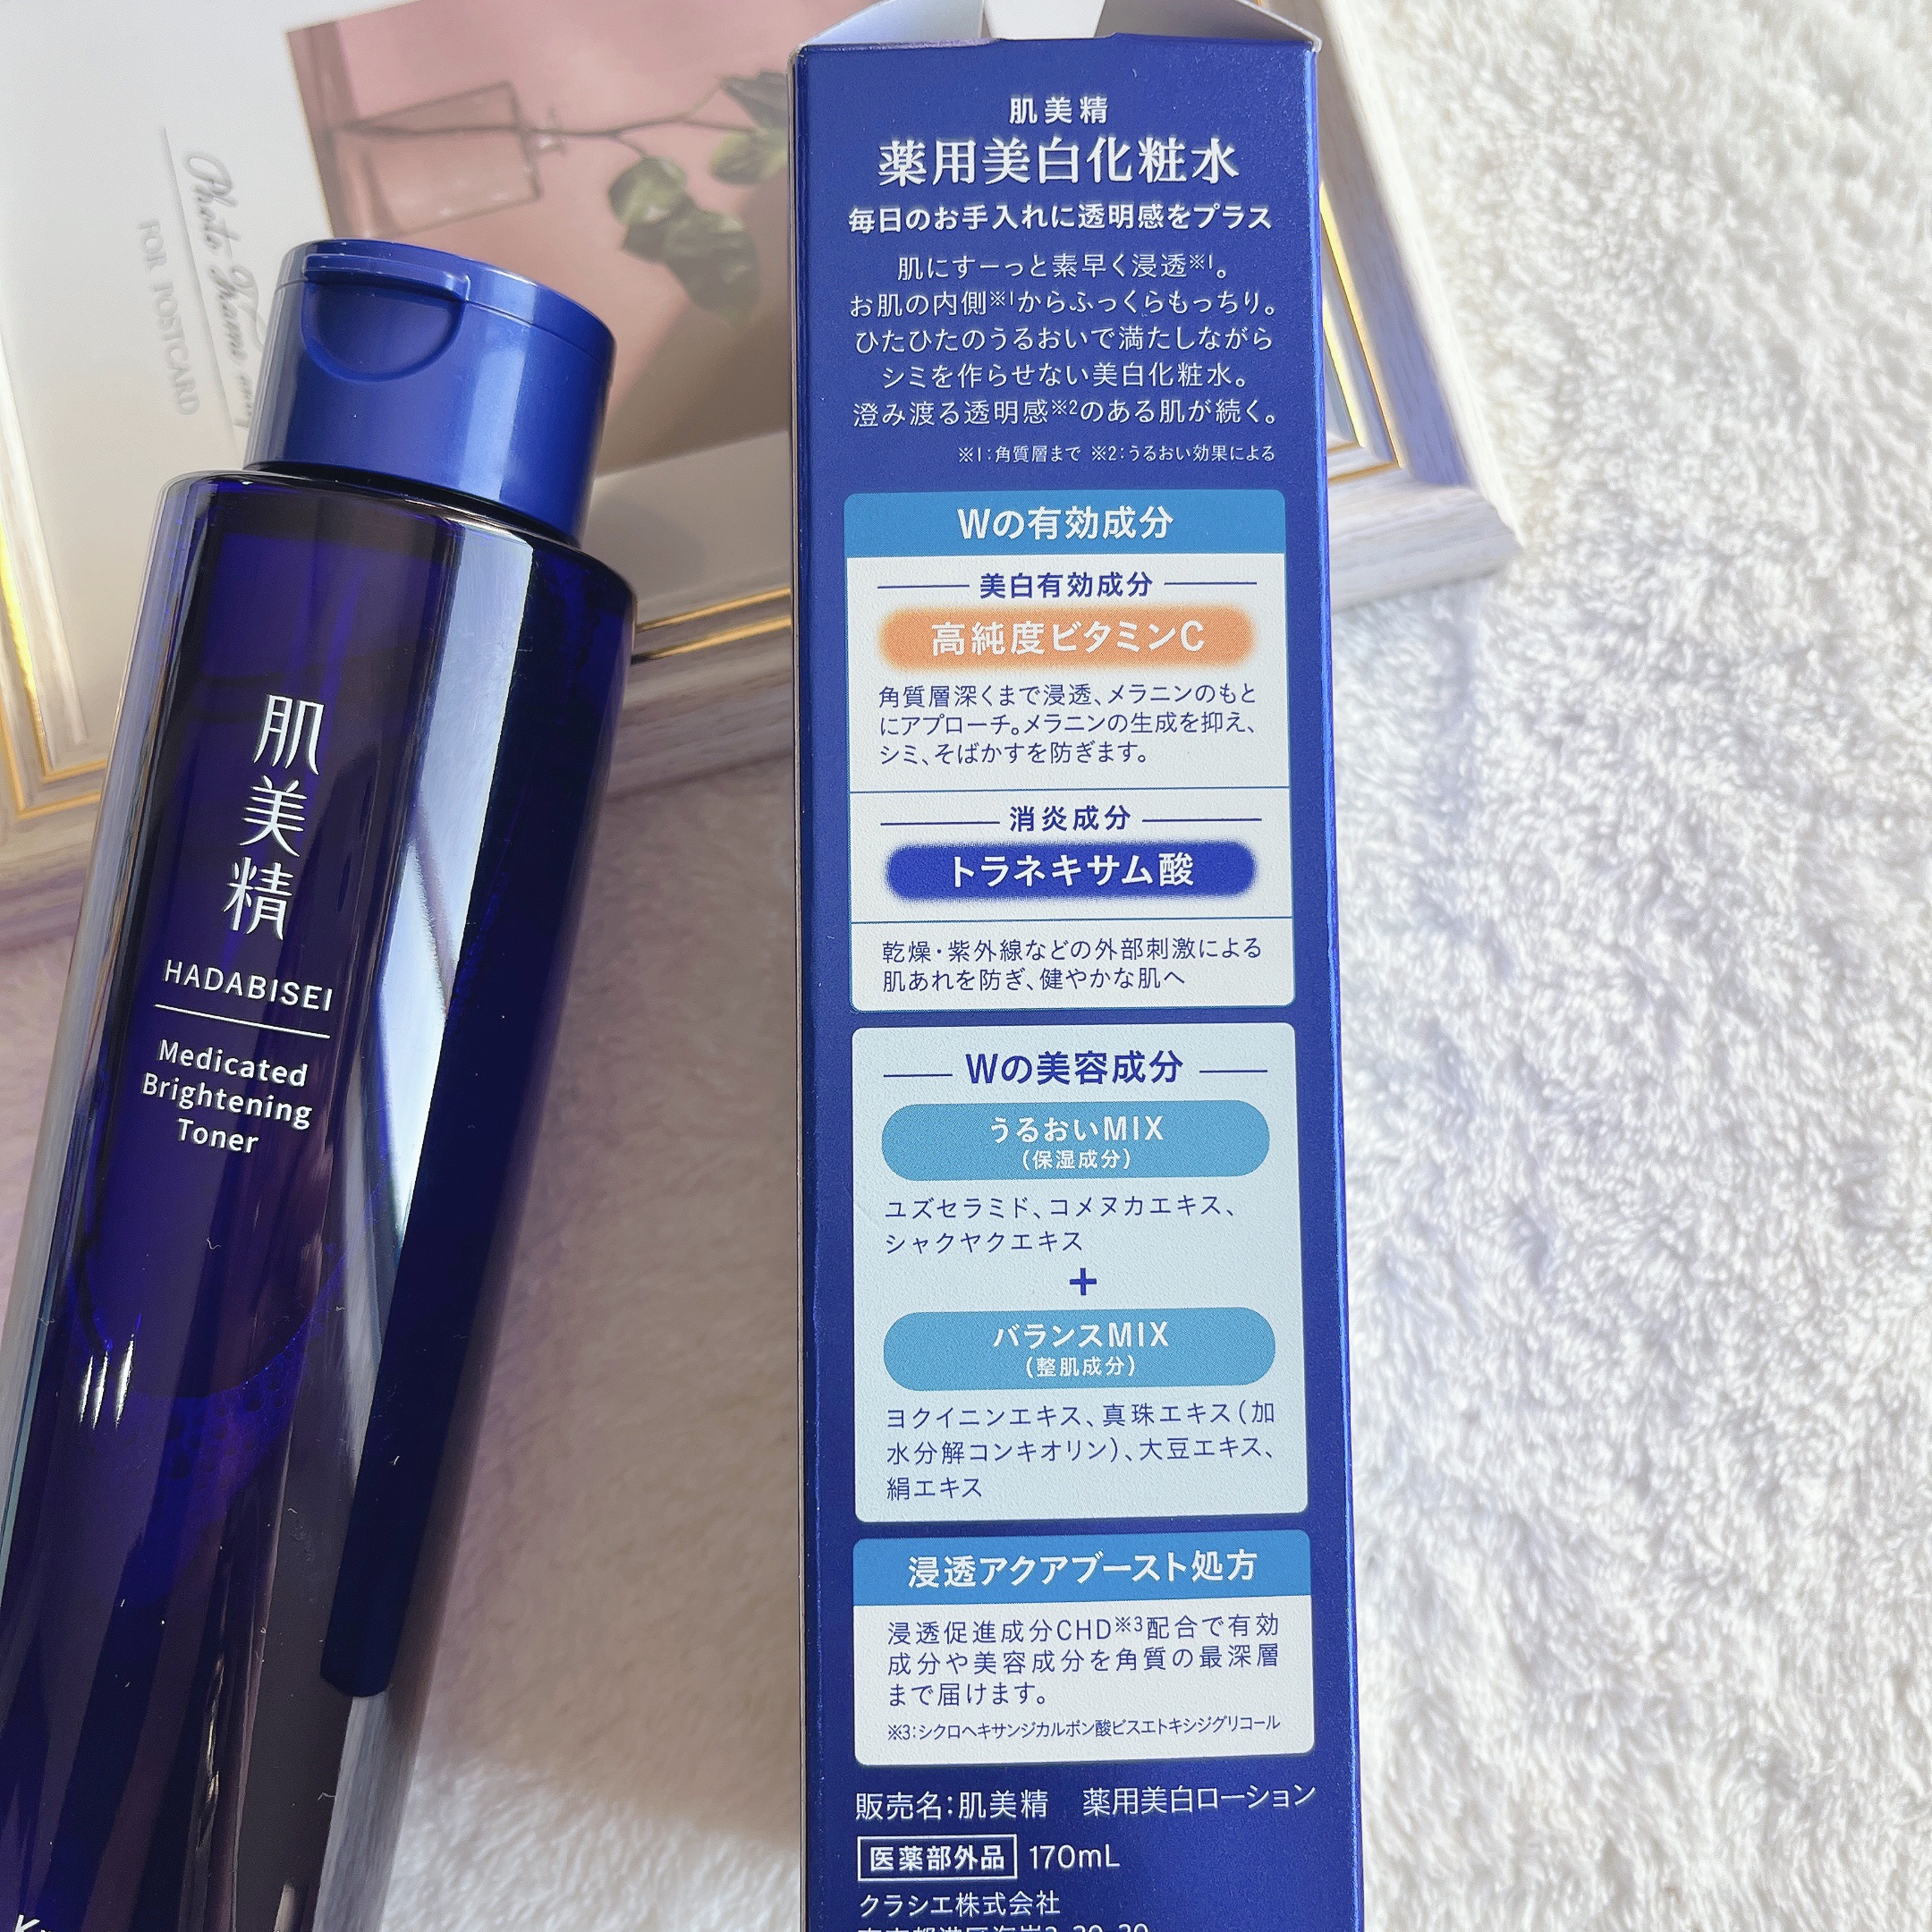 Photo Frame
FOR POSTCARD
肌美精
HADABISEI
Medicated
Brightening
Toner
肌美精
薬用美白化粧水
毎日のお手入れに透明感をプラス
肌にすーっと素早く浸透※1。
お肌の内側※1からふっくらもっちり。
ひたひたのうるおいで満たしながら
シミを作らせない美白化粧水。
澄み渡る透明感※2のある肌が続く。
※1:角質層まで ※2:うるおい効果による
Wの有効成分
美白有効成分
高純度ビタミンC
角質層深くまで浸透、メラニンのもと
にアプローチ。メラニンの生成を抑え、
シミ、そばかすを防ぎます。
消炎成分
トラネキサム酸
乾燥・紫外線などの外部刺激による
肌あれを防ぎ、健やかな肌へ
Wの美容成分
うるおいMIX
(保湿成分)
ユズセラミド、コメヌカエキス、
シャクヤクエキス
+
バランスMIX
(整肌成分)
ヨクイニンエキス、真珠エキス(加
水分解コンキオリン)、大豆エキス、
絹エキス
浸透アクアブースト処方
浸透促進成分CHD※3配合で有効
成分や美容成分を角質の最深層
まで届けます。
※3:シクロヘキサンジカルボン酸ビスエトキシジグリコール
販売名:肌美精 薬用美白ローション
医薬部外品 170mL
クラシエ株式会社